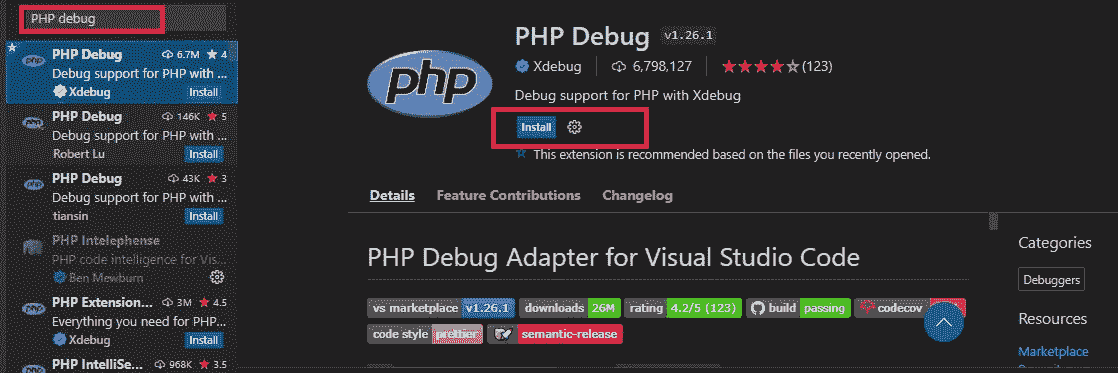 PHP debug
PHP Debug 6.7M 4
Debug support for PHP with ...
Xdebug Install
PHP Debug 146K 5
Debug support for PHP with ...
Robert Lu Install
PHP Debug 43K 3
Debug support for PHP with ...
tiansin Install
PHP Intelephense
PHP code intelligence for Vis...
Ben Mewburn
PHP Extension... 3M 4.5
Everything you need for PHP...
Xdebug Install
PHP IntelliSe... 968K 3.5
php
PHP Debug v1.26.1
Xdebug 6,798,127 (123)
Debug support for PHP with Xdebug
Install
This extension is recommended based on the files you recently opened.
Details Feature Contributions Changelog
PHP Debug Adapter for Visual Studio Code
vs marketplace v1.26.1 downloads 26M rating 4.2/5 (123) build passing codecov
code style prettier semantic-release
Categories
Debuggers
Resources
Marketplace